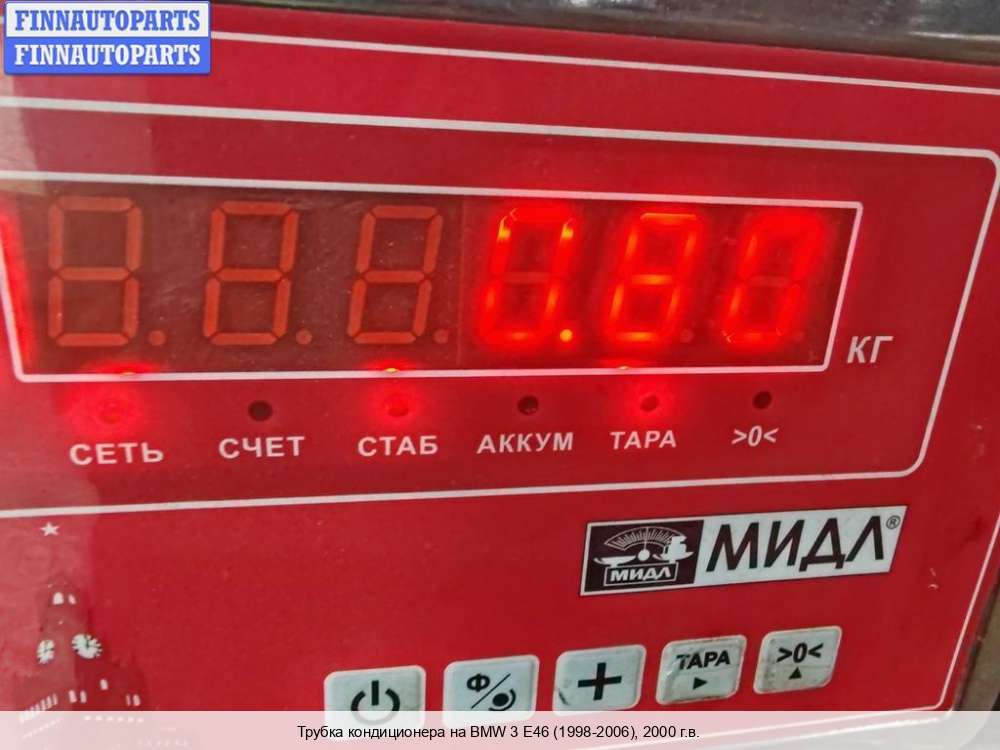 FINNAUTOPARTS
FINNAUTOPARTS
0.80
КГ
СЕТЬ СЧЕТ СТАБ АККУМ ТАРА >0<
МИДЛ МИДЛ®
Ф ТАРА >0<
Трубка кондиционера на BMW 3 E46 (1998-2006), 2000 г.в.